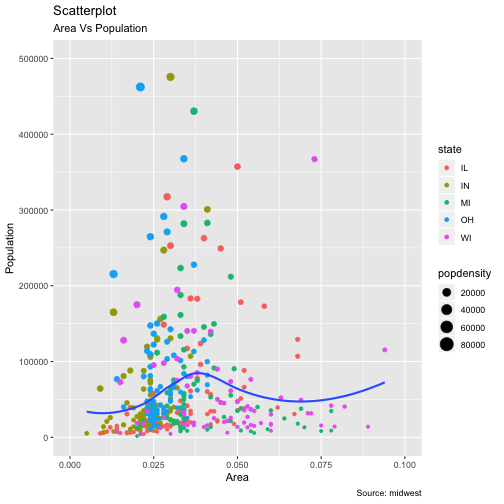 Scatterplot
Area Vs Population
500000
400000
300000
200000
100000
0
Population
0.000
0.025
0.050
0.075
0.100
Area
state
IL
IN
MI
OH
WI
popdensity
20000
40000
60000
80000
Source: midwest